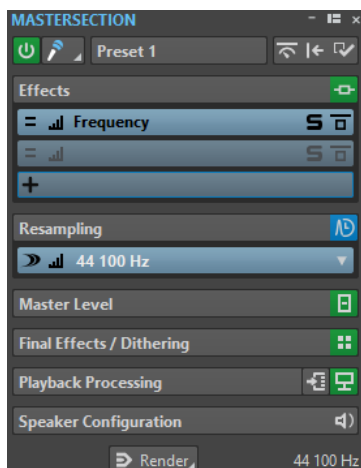 MASTERSECTION
Preset 1
Effects
Frequency S
S
Resampling
44 100 Hz
Master Level
Final Effects / Dithering
Playback Processing
Speaker Configuration
Render 44 100 Hz